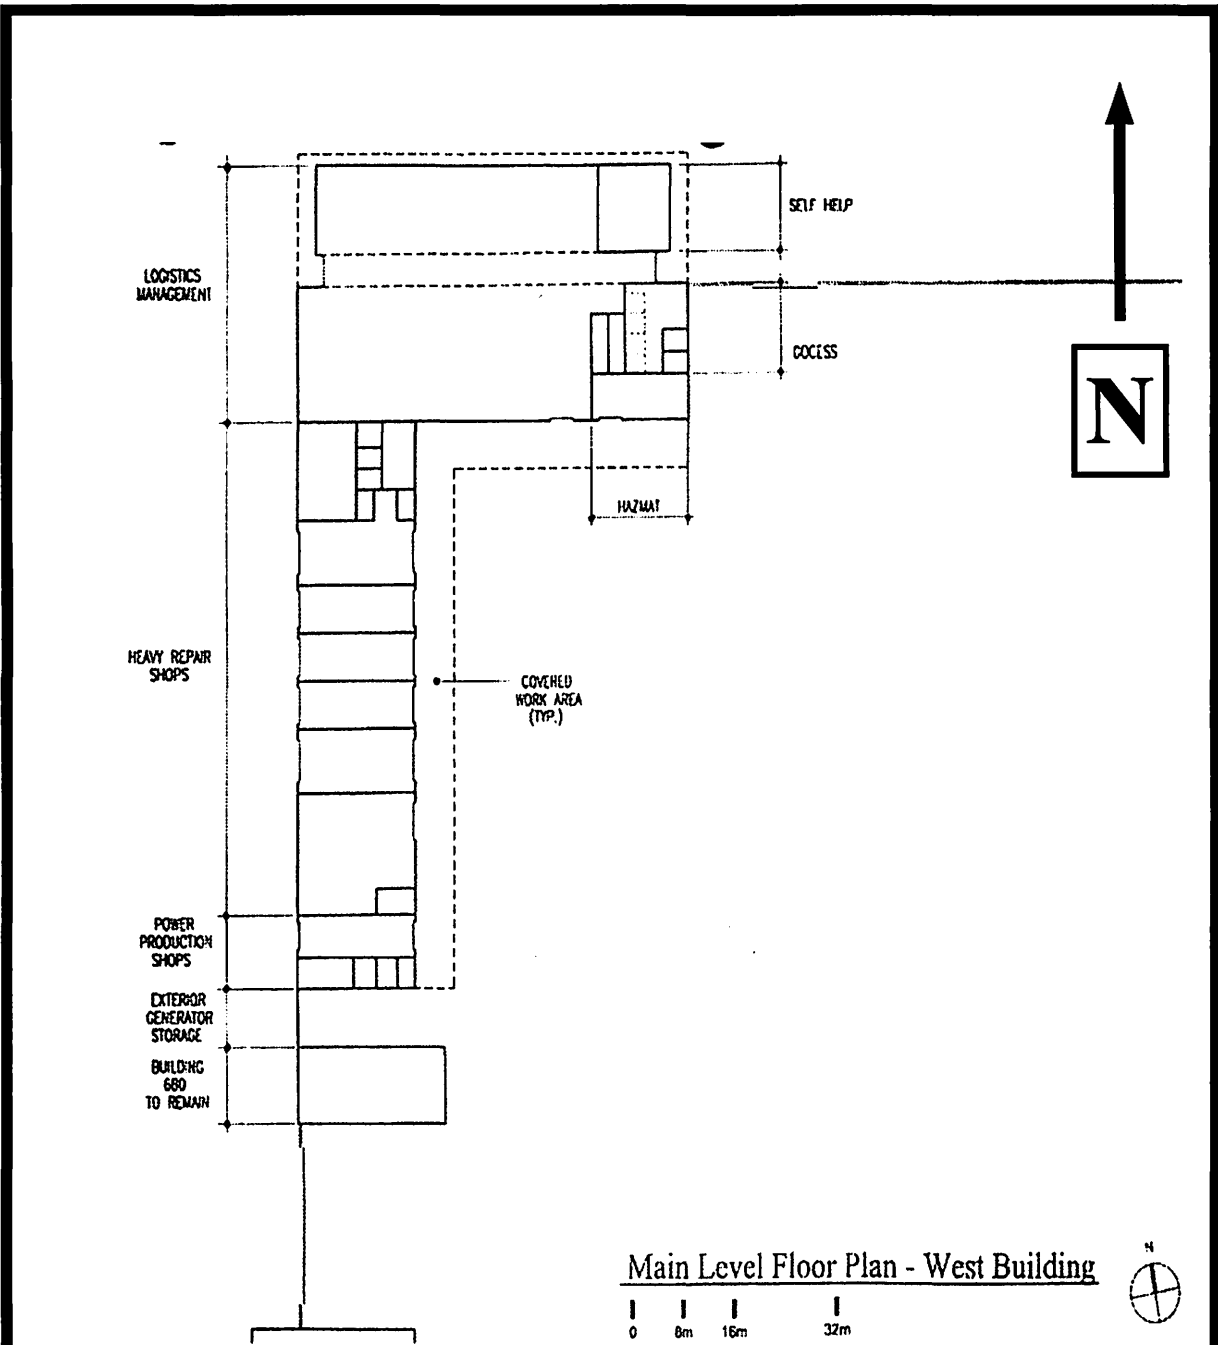 SELF HELP
LOGISTICS
MANAGEMENT
COCESS
N
HAZMAT
HEAVY REPAIR
SHOPS
COVERED
WORK AREA
(TYP.)
POWER
PRODUCTION
SHOPS
EXTERIOR
GENERATOR
STORAGE
BUILDING
680
TO REMAIN
Main Level Floor Plan - West Building
N
0 8m 16m 32m